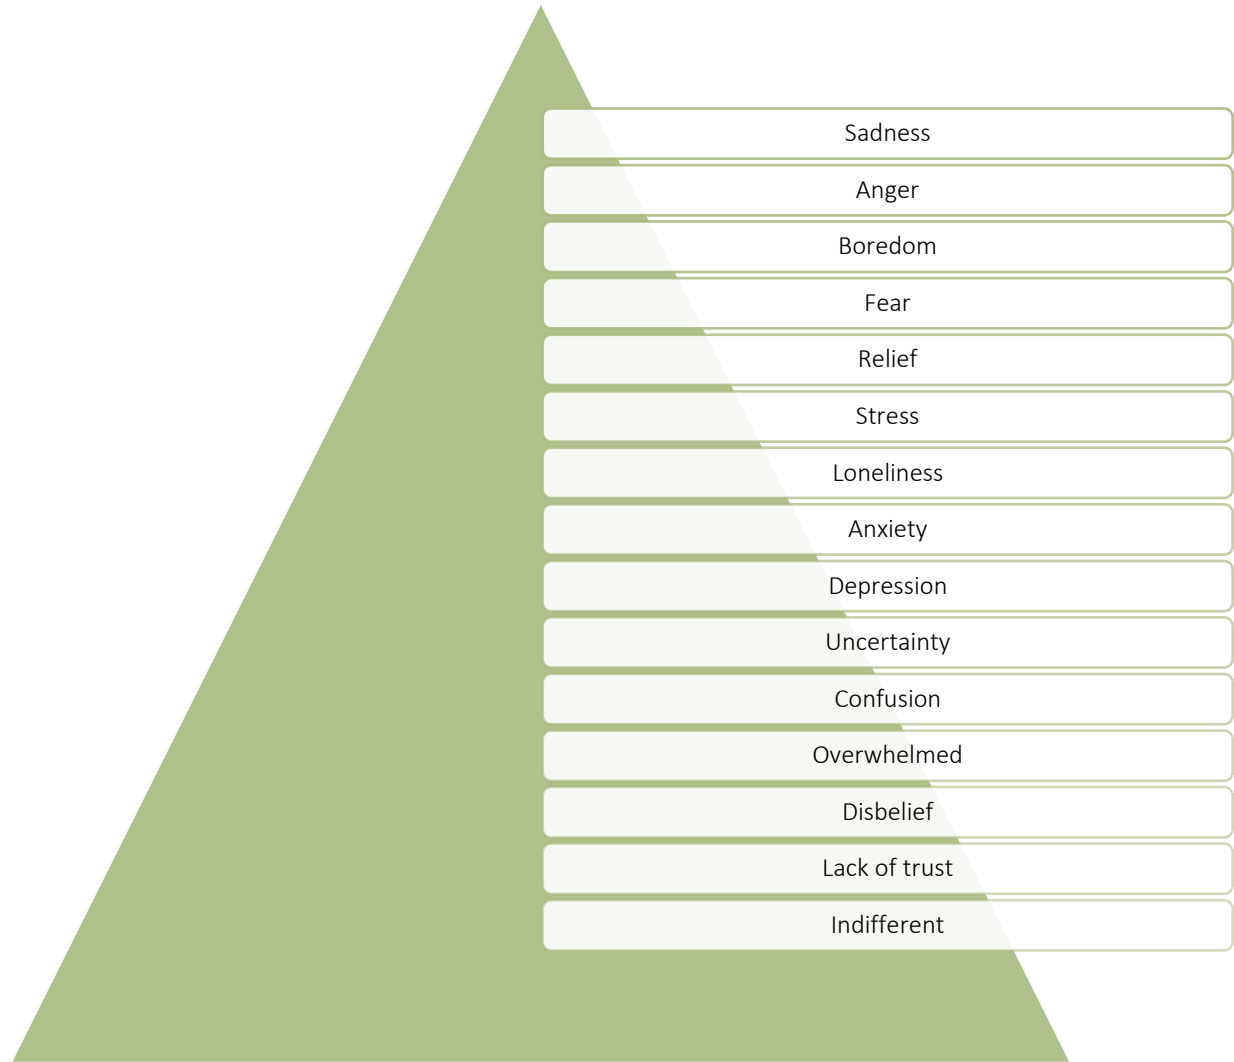 Sadness
Anger
Boredom
Fear
Relief
Stress
Loneliness
Anxiety
Depression
Uncertainty
Confusion
Overwhelmed
Disbelief
Lack of trust
Indifferent